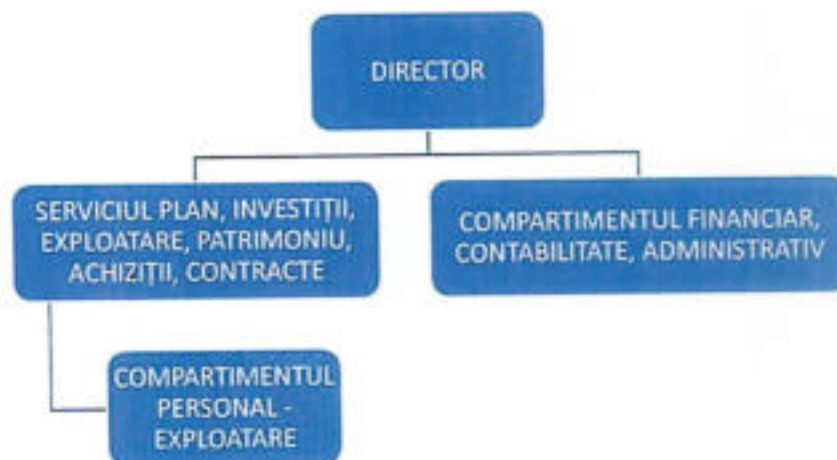 DIRECTOR
SERVICIUL PLAN, INVESTIȚII,
EXPLOATARE, PATRIMONIU,
ACHIZIȚII, CONTRACTE
COMPARTIMENTUL FINANCIAR,
CONTABILITATE, ADMINISTRATIV
COMPARTIMENTUL
PERSONAL -
EXPLOATARE